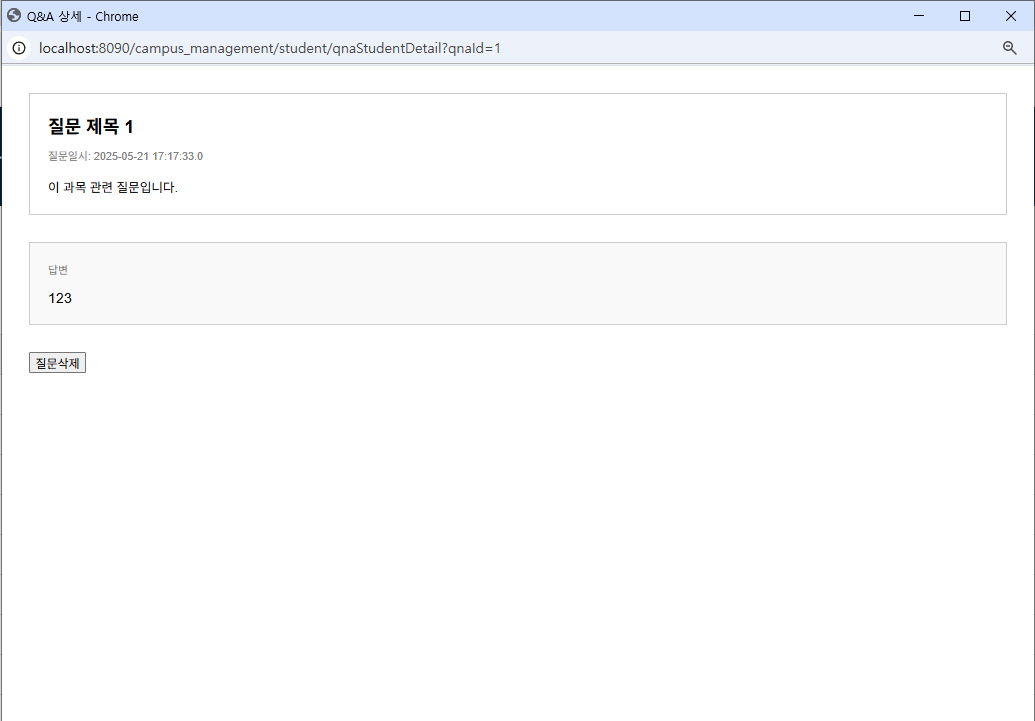 Q&A 상세 - Chrome
localhost:8090/campus_management/student/qnaStudentDetail?qnaId=1
질문 제목 1
질문일시: 2025-05-21 17:17:33.0
이 과목 관련 질문입니다.
답변
123
질문삭제